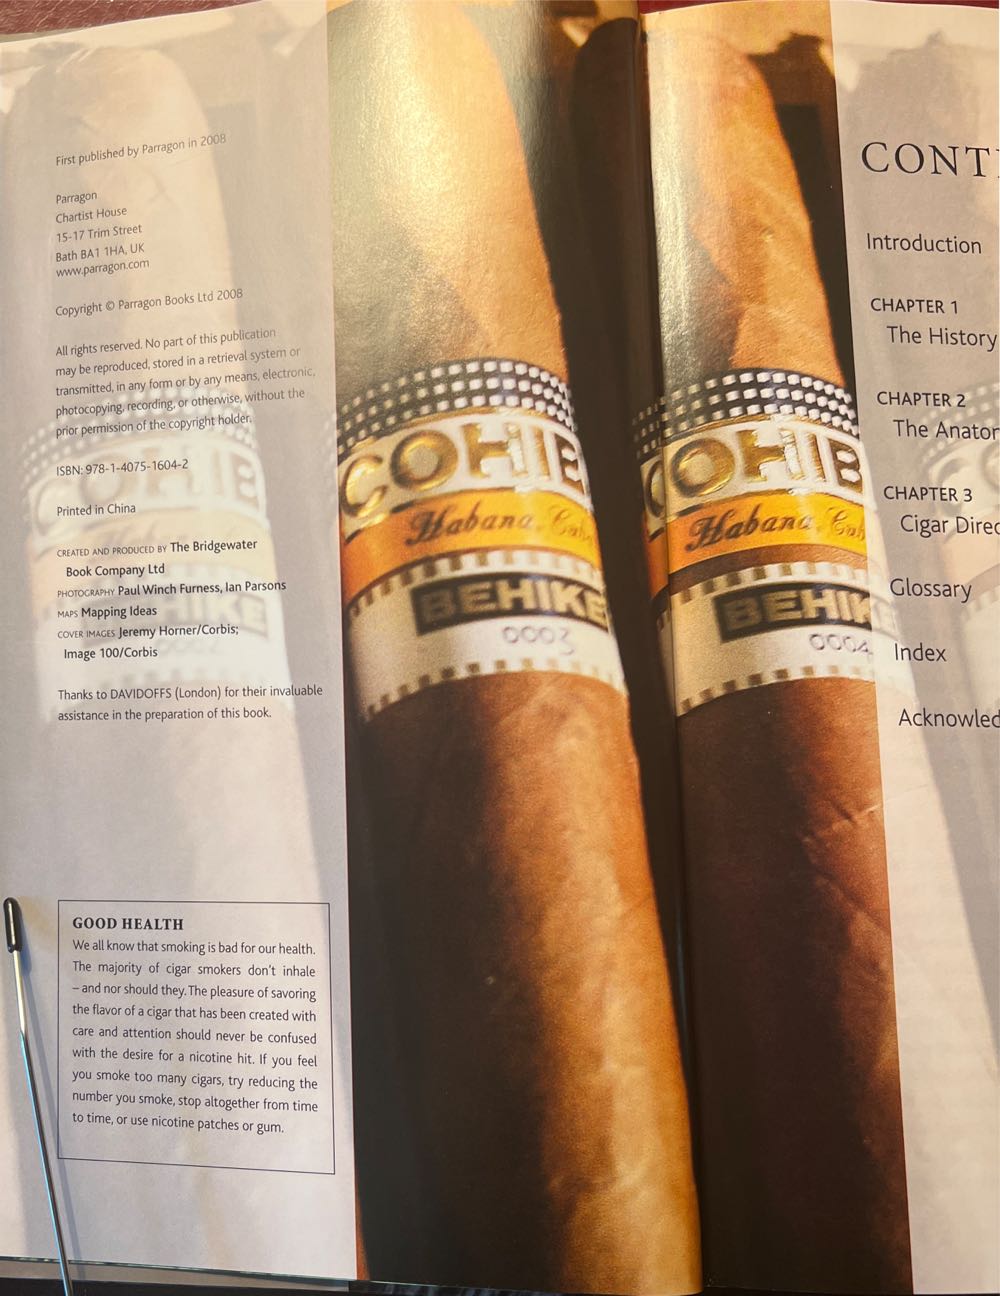 First published by Parragon in 2008
Parragon
Chartist House
15-17 Trim Street
Bath BA1 1HA, UK
www.parragon.com
Copyright © Parragon Books Ltd 2008
All rights reserved. No part of this publication
may be reproduced, stored in a retrieval system or
transmitted, in any form or by any means, electronic,
photocopying, recording, or otherwise, without the
prior permission of the copyright holder.
ISBN: 978-1-4075-1604-2
Printed in China
CREATED AND PRODUCED BY The Bridgewater
Book Company Ltd
PHOTOGRAPHY Paul Winch Furness, Ian Parsons
MAPS Mapping Ideas
COVER IMAGES Jeremy Horner/Corbis;
Image 100/Corbis
Thanks to DAVIDOFFS (London) for their invaluable
assistance in the preparation of this book.
GOOD HEALTH
We all know that smoking is bad for our health.
The majority of cigar smokers don't inhale
– and nor should they. The pleasure of savoring
the flavor of a cigar that has been created with
care and attention should never be confused
with the desire for a nicotine hit. If you feel
you smoke too many cigars, try reducing the
number you smoke, stop altogether from time
to time, or use nicotine patches or gum.
COHIB
Habana, Cuba
BEHIKE
0003
COHIB
Habana, Cub
BEHIK
0004
CONT
Introduction
CHAPTER 1
The History
CHAPTER 2
The Anator
CHAPTER 3
Cigar Direc
Glossary
Index
Acknowled